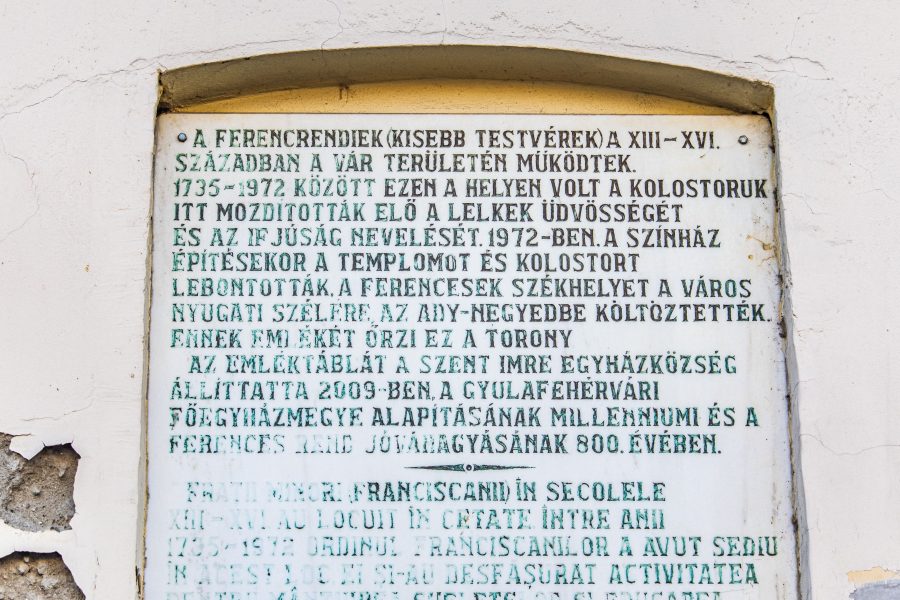 A FERENCRENDIEK (KISEBB TESTVÉREK) A XIII-XVI.
SZÁZADBAN A VÁR TERÜLETÉN MŰKÖDTEK.
1735-1972 KÖZÖTT EZEN A HELYEN VOLT A KOLOSTORUK
ITT MOZDÍTOTTÁK ELŐ A LELKEK ÜDVÖSSÉGÉT
ÉS AZ IFJÚSÁG NEVELÉSÉT. 1972-BEN. A SZÍNHÁZ
ÉPÍTÉSEKOR A TEMPLOMOT ÉS KOLOSTORT
LEBONTOTTÁK, A FERENCESEK SZÉKHELYET A VÁROS
NYUGATI SZÉLÉRE, AZ ADY-NEGYEDBE KÖLTÖZTETTÉK.
ENNEK EMLÉKÉT ŐRZI EZ A TORONY
AZ EMLÉKTÁBLÁT A SZENT IMRE EGYHÁZKÖZSÉG
ÁLLÍTTATTA 2009-BEN, A GYULAFEHÉRVÁRI
FŐEGYHÁZMEGYE ALAPÍTÁSÁNAK MILLENNIUMI ÉS A
FERENCES REND JÓVÁHAGYÁSÁNAK 800. ÉVÉBEN.
FRAȚII MINORI (FRANCISCANII) ÎN SECOLELE
XIII-XVI AU LOCUIT ÎN CETATE ÎNTRE ANII
1735-1972 ORDINUL FRANCISCANILOR A AVUT SEDIU
ÎN ACEST LOC. EI SI-AU DESFAȘURAT ACTIVITATEA
PENTRU